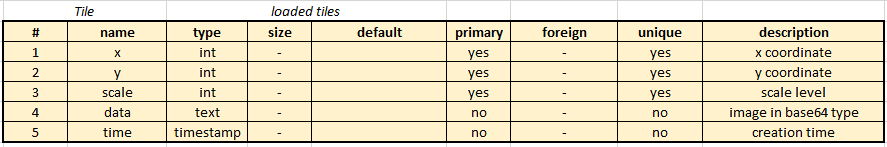 Tile loaded tiles
# name type size default primary foreign unique description
1 x int - yes - yes x coordinate
2 y int - yes - yes y coordinate
3 scale int - yes - yes scale level
4 data text - no - no image in base64 type
5 time timestamp - no - no creation time